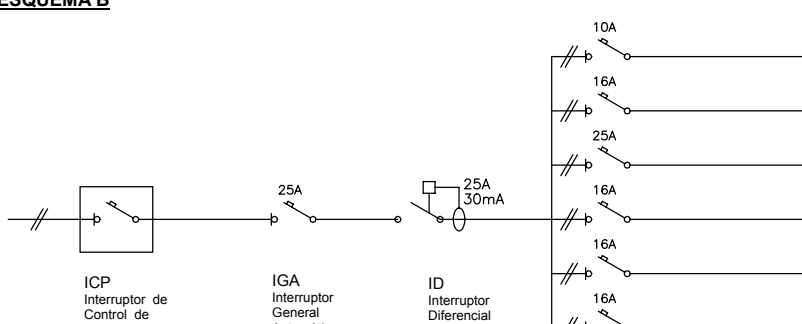 ESQUEMA B
10A
16A
25A
16A
16A
16A
25A
25A
30mA
ICP
Interruptor de
Control de
IGA
Interruptor
General
ID
Interruptor
Diferencial